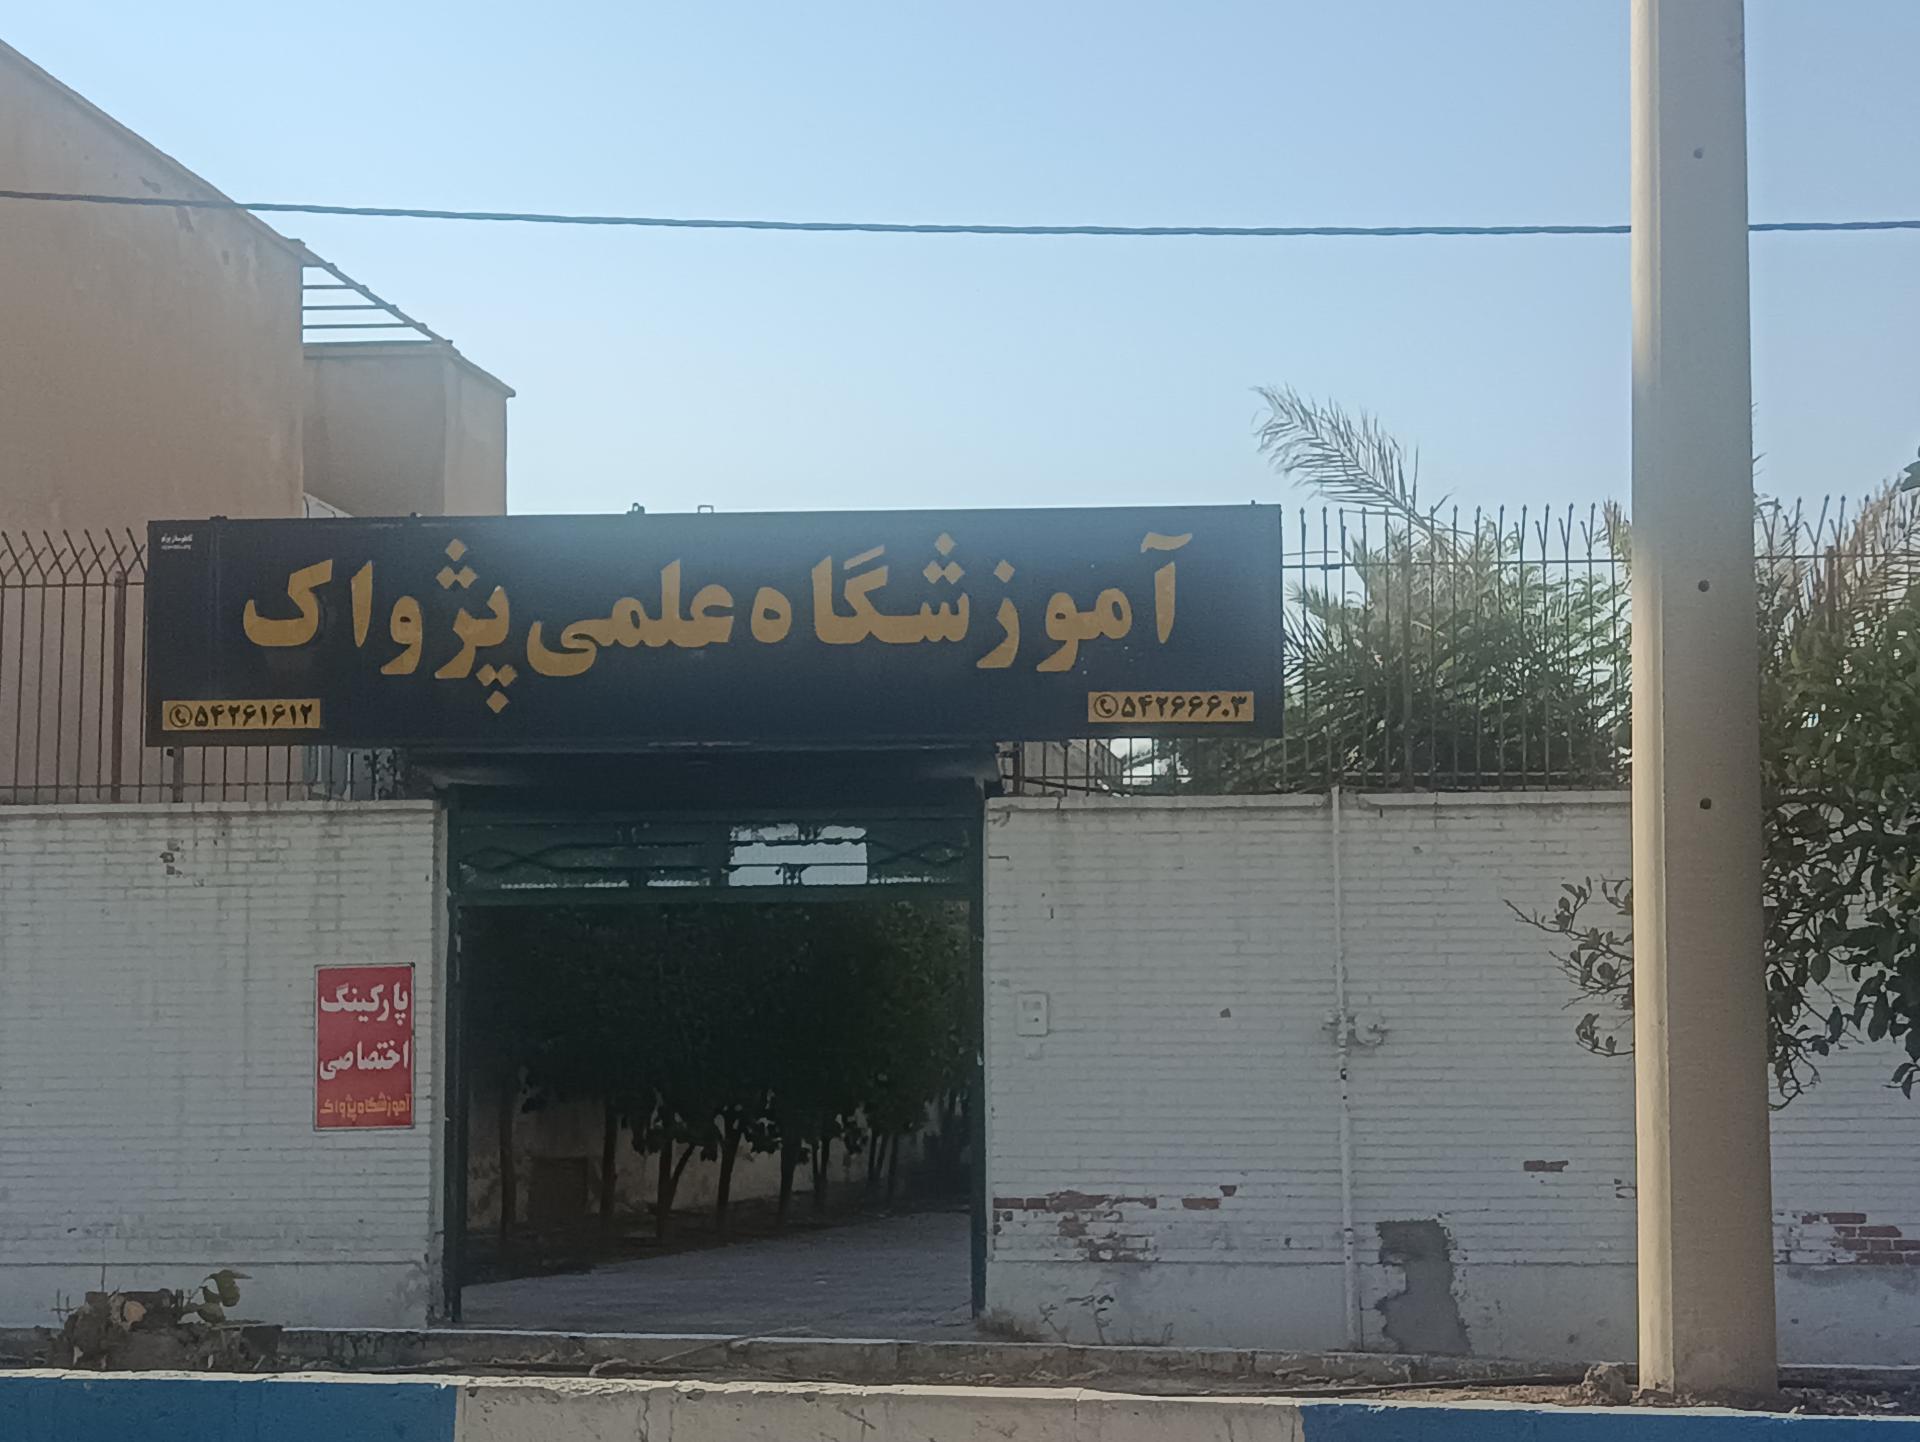 آموزشگاه علمی پژواک
۵۴۲۶۶۶۰۳
۵۴۲۶۱۶۱۲
پارکینگ
اختصاصی
آموزشگاه پژواک